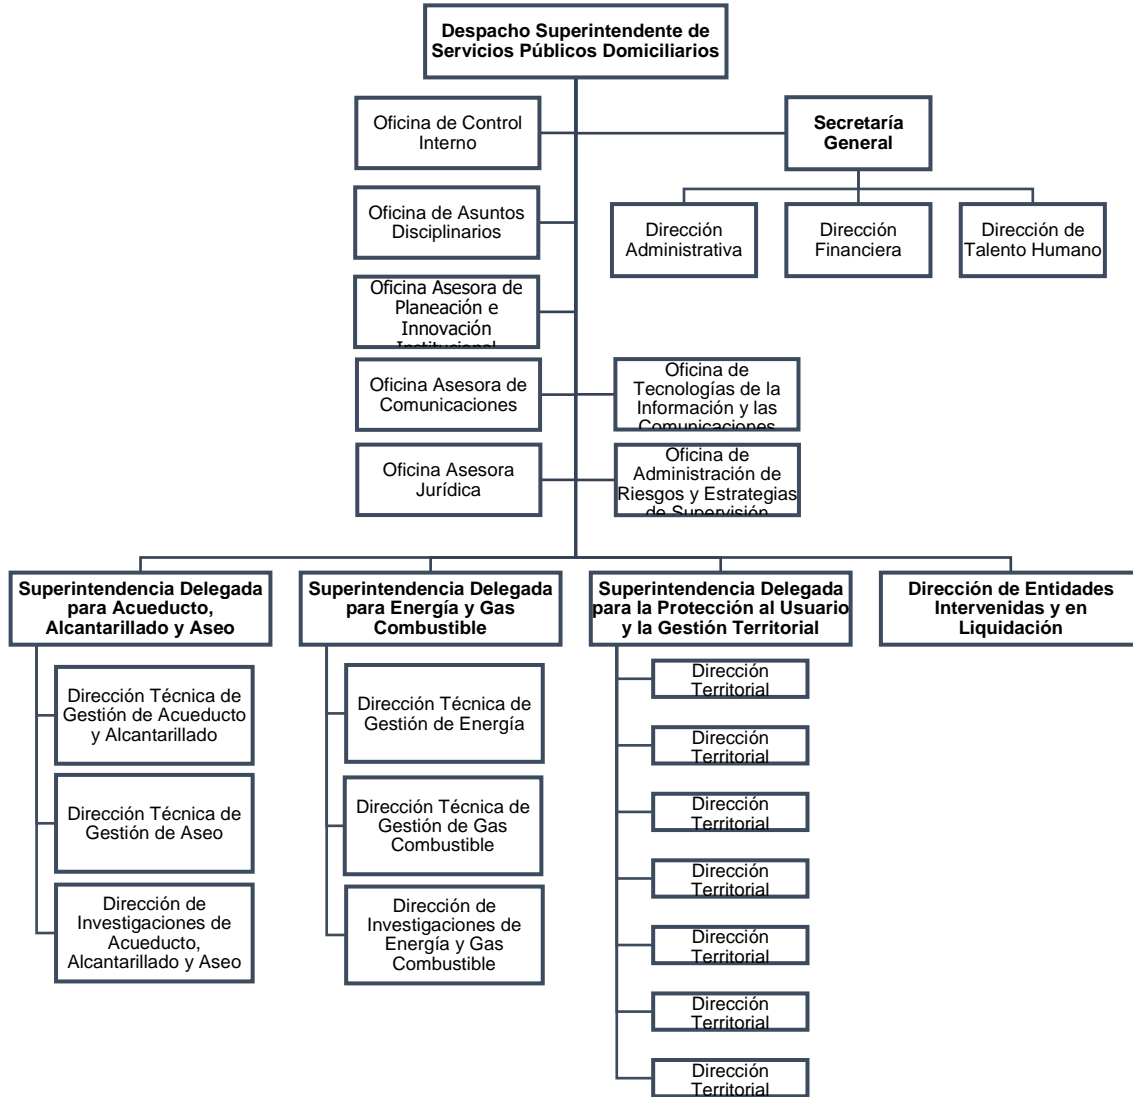 Despacho Superintendente de
Servicios Públicos Domiciliarios
Oficina de Control
Interno
Secretaría
General
Oficina de Asuntos
Disciplinarios
Dirección
Administrativa
Dirección
Financiera
Dirección de
Talento Humano
Oficina Asesora de
Planeación e
Innovación
Institucional
Oficina Asesora de
Comunicaciones
Oficina de
Tecnologías de la
Información y las
Comunicaciones
Oficina Asesora
Jurídica
Oficina de
Administración de
Riesgos y Estrategias
de Supervisión
Superintendencia Delegada
para Acueducto,
Alcantarillado y Aseo
Superintendencia Delegada
para Energía y Gas
Combustible
Superintendencia Delegada
para la Protección al Usuario
y la Gestión Territorial
Dirección de Entidades
Intervenidas y en
Liquidación
Dirección Técnica de
Gestión de Acueducto
y Alcantarillado
Dirección Técnica de
Gestión de Aseo
Dirección de
Investigaciones de
Acueducto,
Alcantarillado y Aseo
Dirección Técnica de
Gestión de Energía
Dirección Técnica de
Gestión de Gas
Combustible
Dirección de
Investigaciones de
Energía y Gas
Combustible
Dirección
Territorial
Dirección
Territorial
Dirección
Territorial
Dirección
Territorial
Dirección
Territorial
Dirección
Territorial
Dirección
Territorial